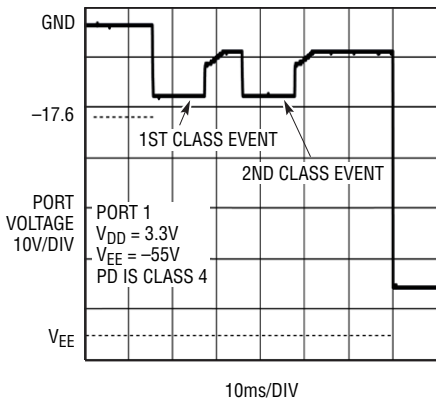 GND
–17.6
1ST CLASS EVENT
2ND CLASS EVENT
PORT
VOLTAGE
10V/DIV
PORT 1
VDD = 3.3V
VEE = –55V
PD IS CLASS 4
VEE
10ms/DIV